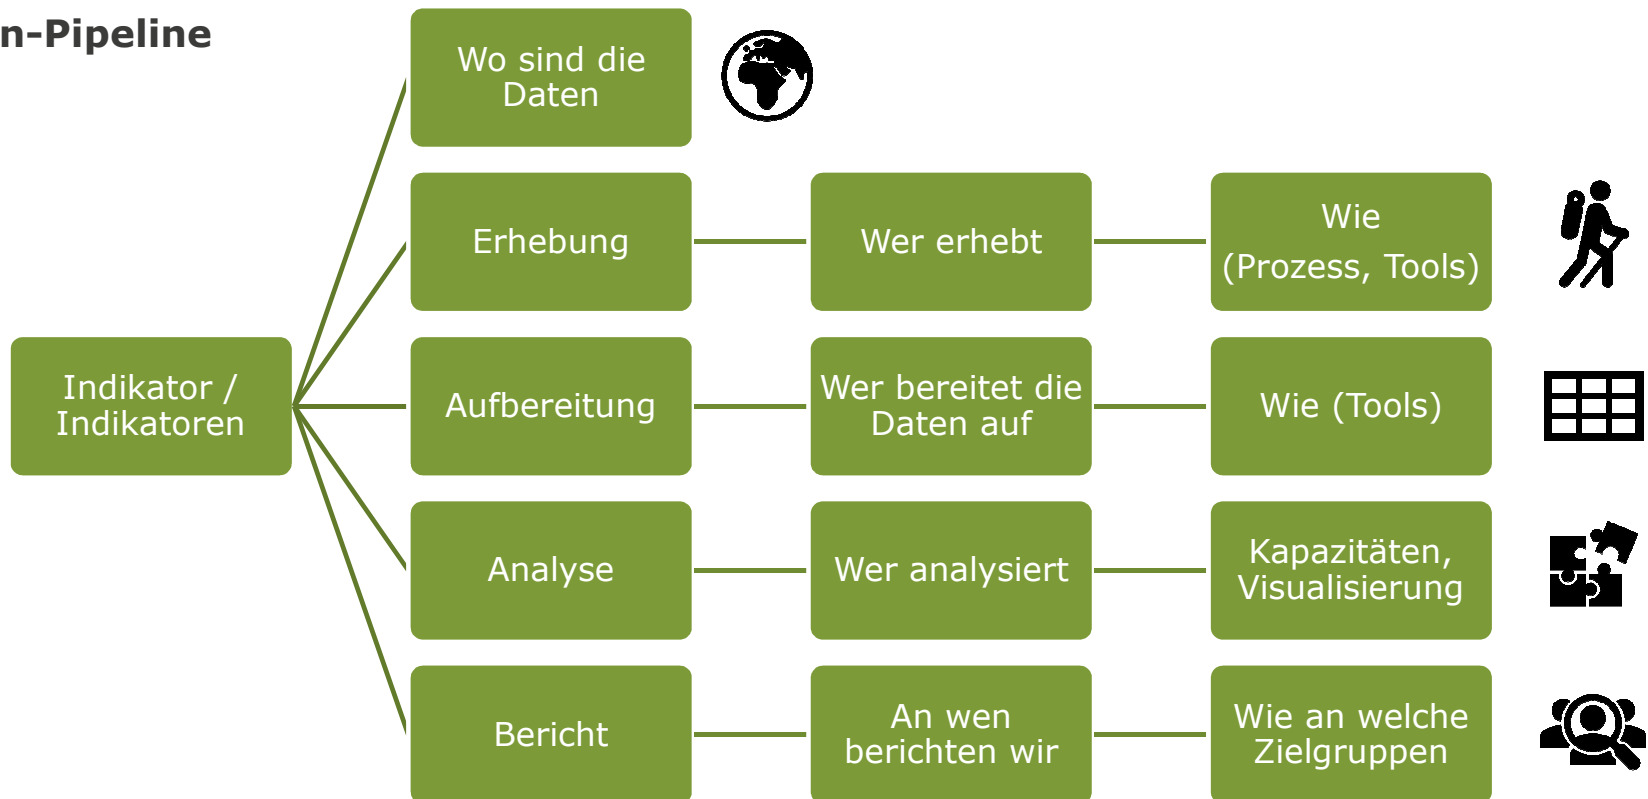 n-Pipeline
Wo sind die
Daten
Erhebung
Wer erhebt
Wie
(Prozess, Tools)
Indikator /
Indikatoren
Aufbereitung
Wer bereitet die
Daten auf
Wie (Tools)
Analyse
Wer analysiert
Kapazitäten,
Visualisierung
Bericht
An wen
berichten wir
Wie an welche
Zielgruppen